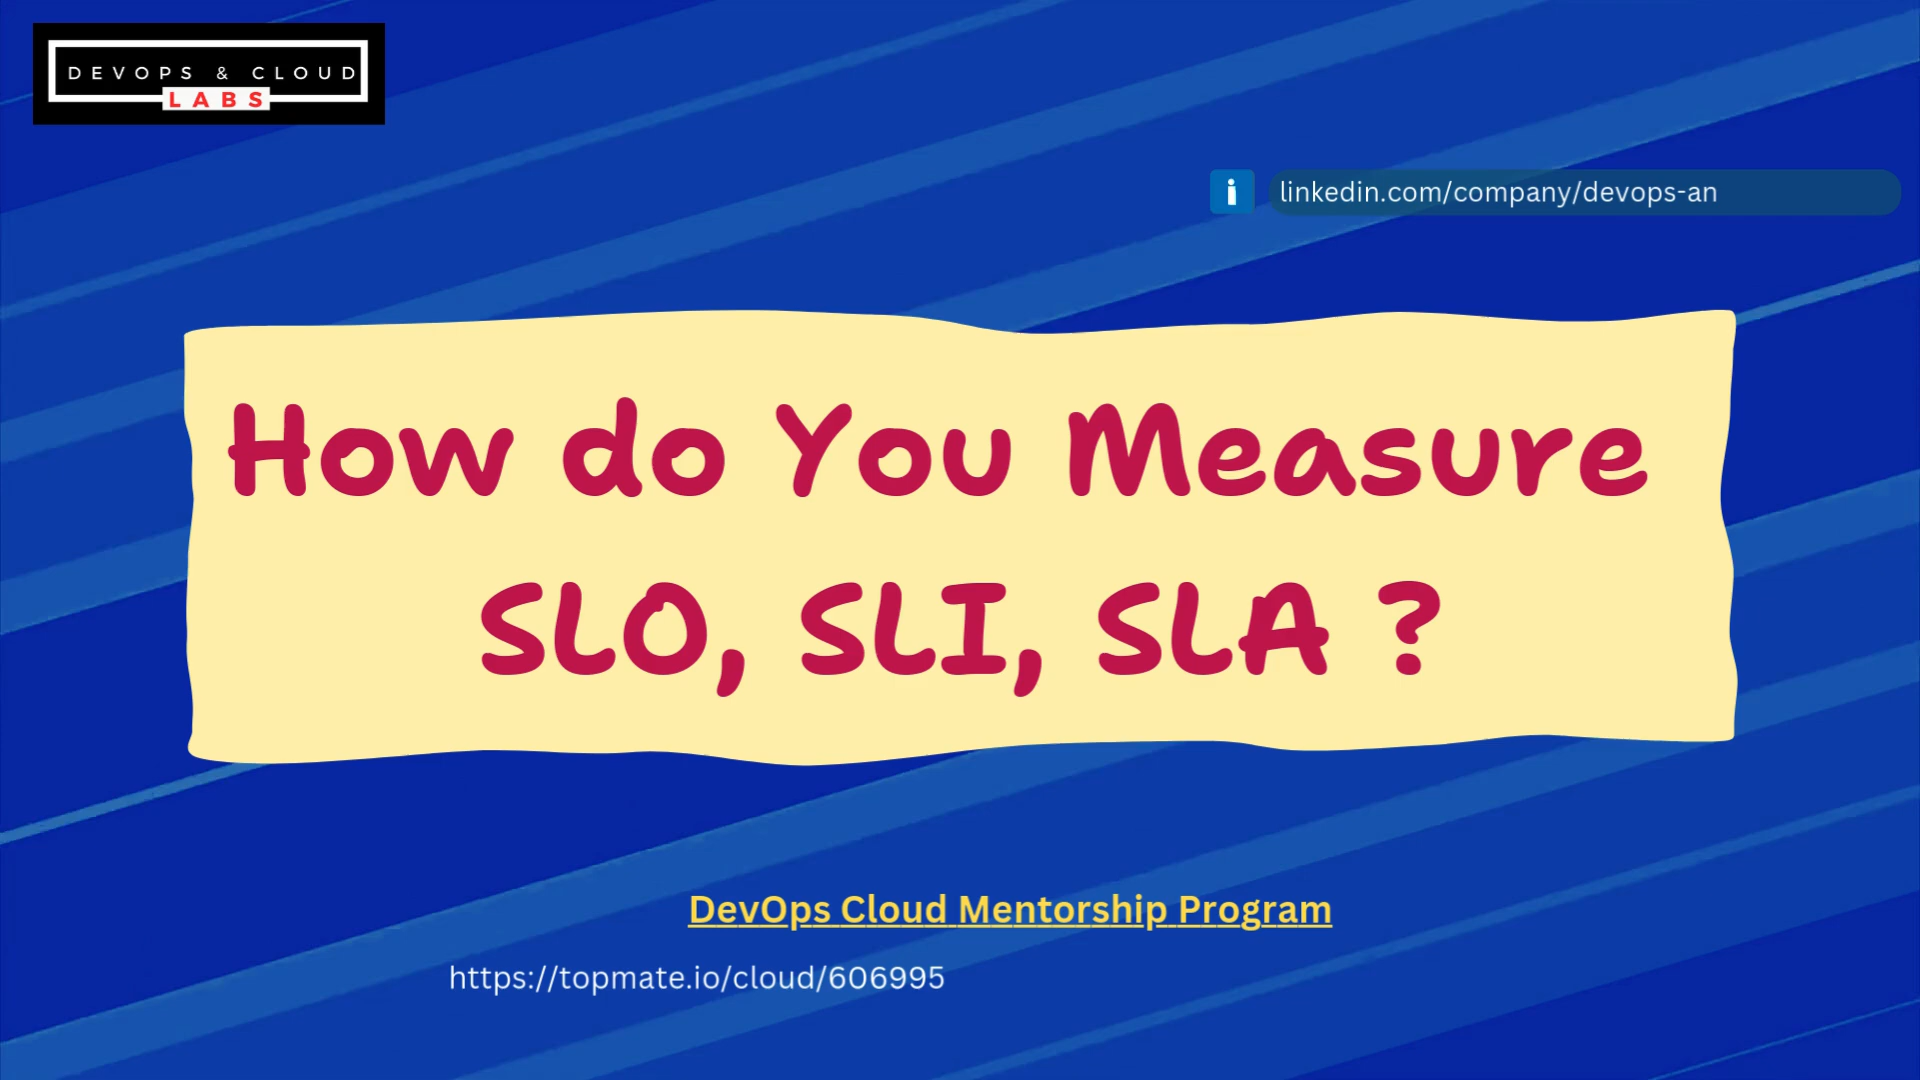 DEVOPS & CLOUD
LABS
linkedin.com/company/devops-an
How do You Measure
SLO, SLI, SLA ?
DevOps Cloud Mentorship Program
https://topmate.io/cloud/606995